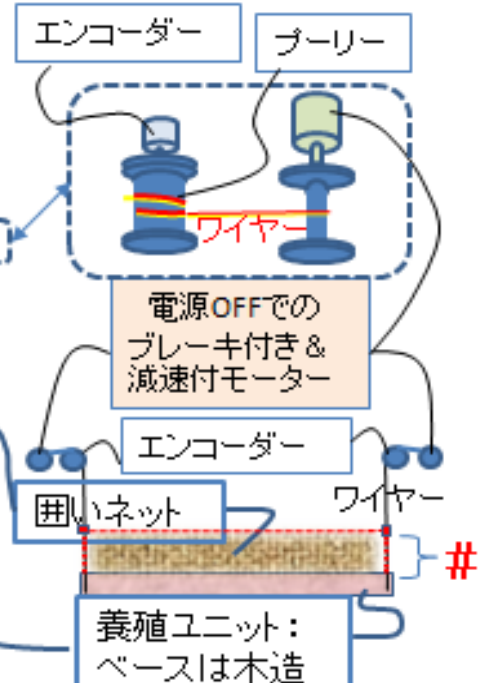 エンコーダー
プーリー
ワイヤー
電源OFFでの
ブレーキ付き＆
減速付モーター
エンコーダー
ワイヤー
囲いネット
#
養殖ユニット：
ベースは木造